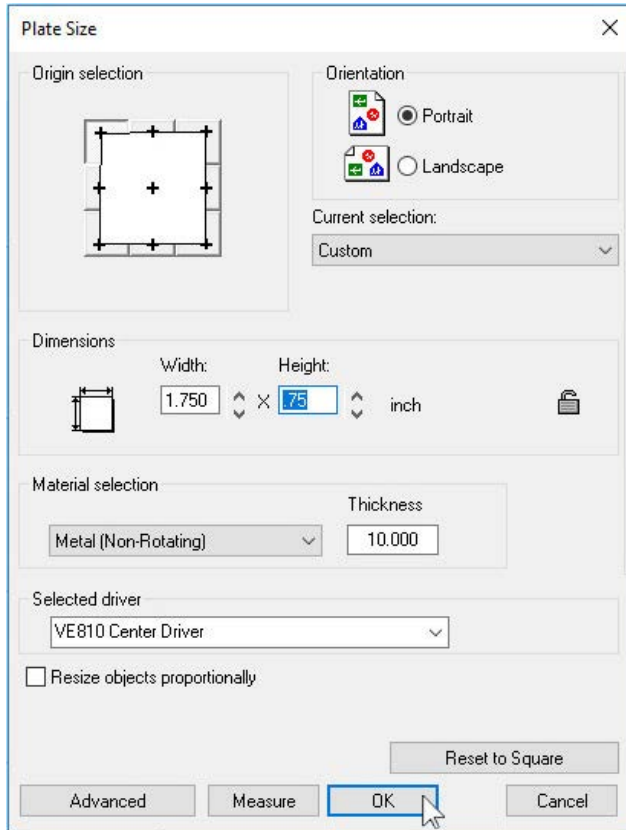 Plate Size
Origin selection
Orientation
Portrait
Landscape
Current selection:
Custom
Dimensions
Width:
Height:
1.750 X .75 inch
Material selection
Thickness
Metal (Non-Rotating)
10.000
Selected driver
VE810 Center Driver
Resize objects proportionally
Reset to Square
Advanced Measure OK Cancel